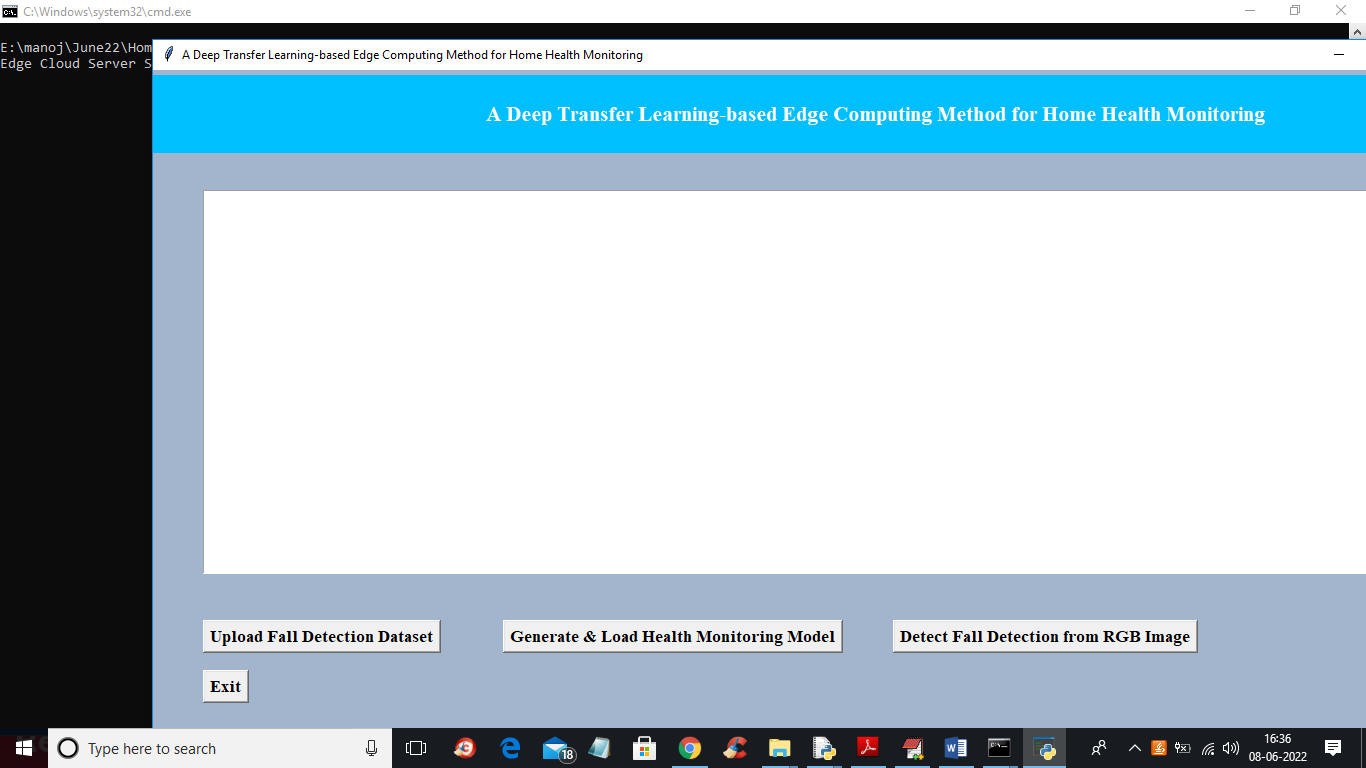 C:\Windows\system32\cmd.exe
E:\manoj\June22\Hom
Edge Cloud Server S
A Deep Transfer Learning-based Edge Computing Method for Home Health Monitoring
A Deep Transfer Learning-based Edge Computing Method for Home Health Monitoring
Upload Fall Detection Dataset
Generate & Load Health Monitoring Model
Detect Fall Detection from RGB Image
Exit
Type here to search
18
16:36
08-06-2022